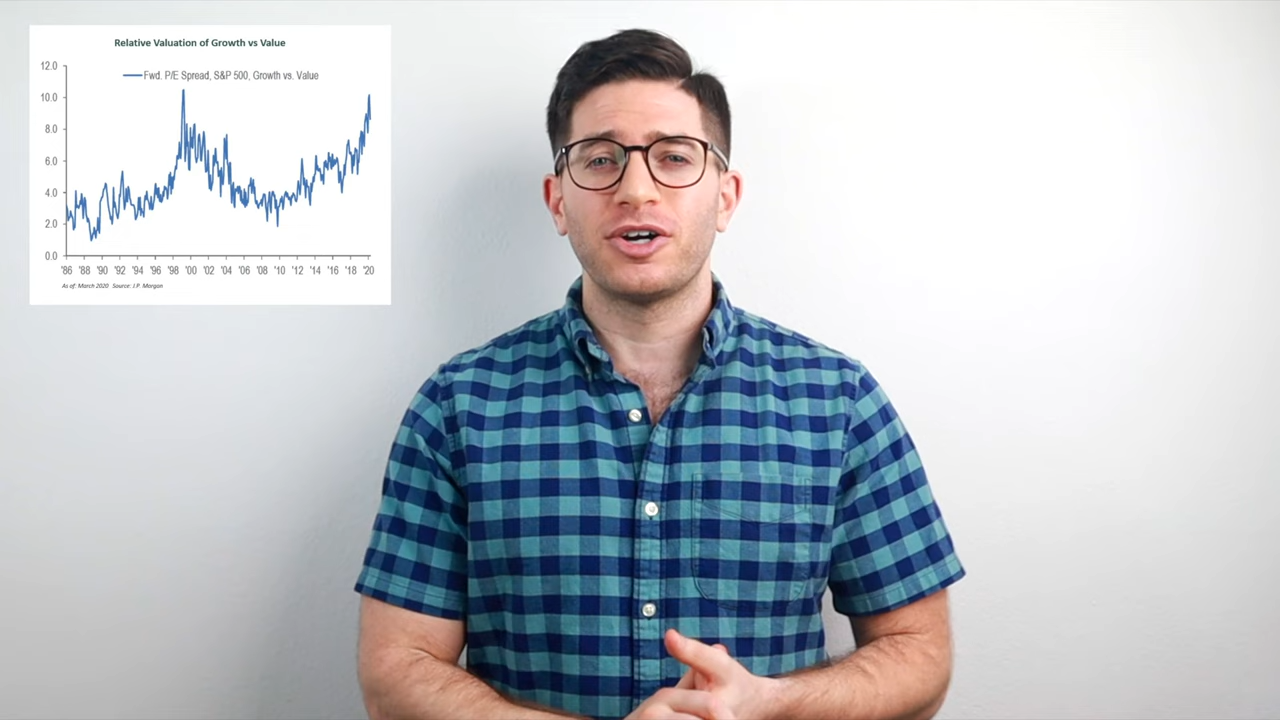 Relative Valuation of Growth vs Value
Fwd. P/E Spread, S&P 500, Growth vs. Value
12.0
10.0
8.0
6.0
4.0
2.0
0.0
'86 '88 '90 '92 '94 '96 '98 '00 '02 '04 '06 '08 '10 '12 '14 '16 '18 '20
As of: March 2020 Source: J.P. Morgan